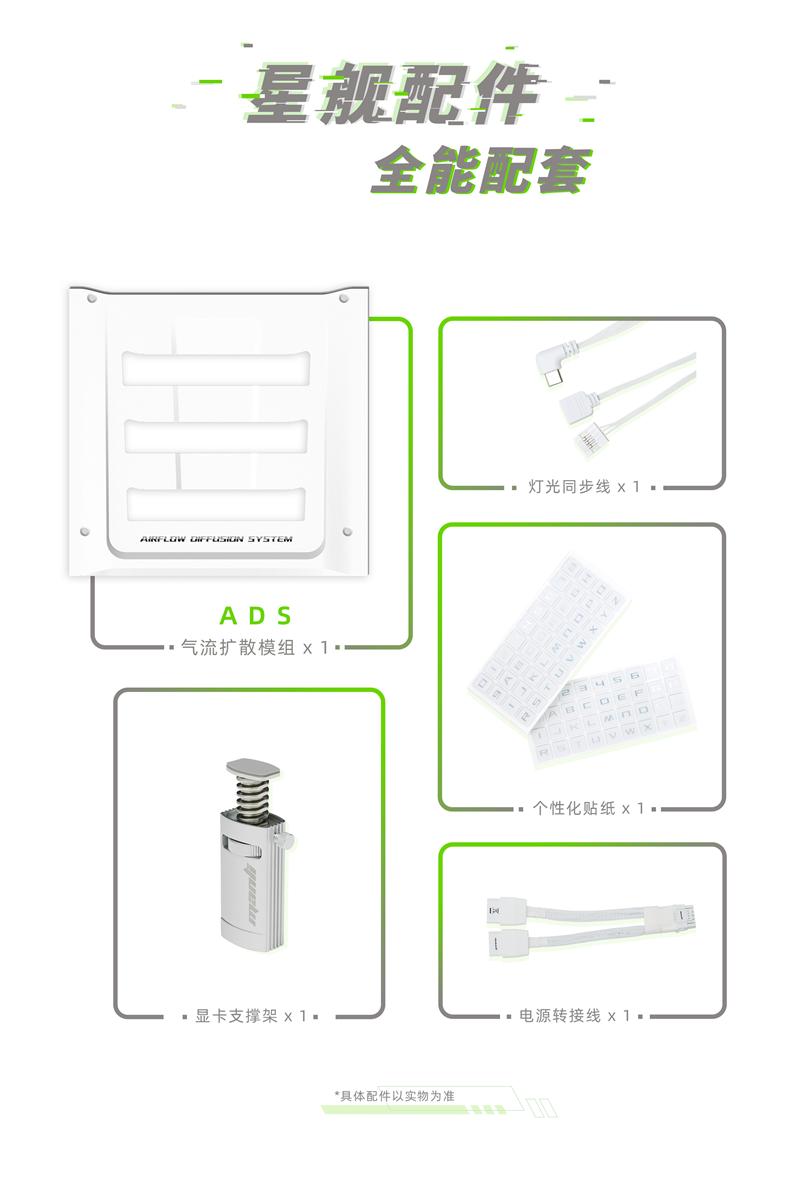 星舰配件
全能配套
AIRFLOW DIFFUSION SYSTEM
ADS
气流扩散模组 x 1
灯光同步线 x 1
个性化贴纸 x 1
yeston
显卡支撑架 x 1
电源转接线 x 1
*具体配件以实物为准